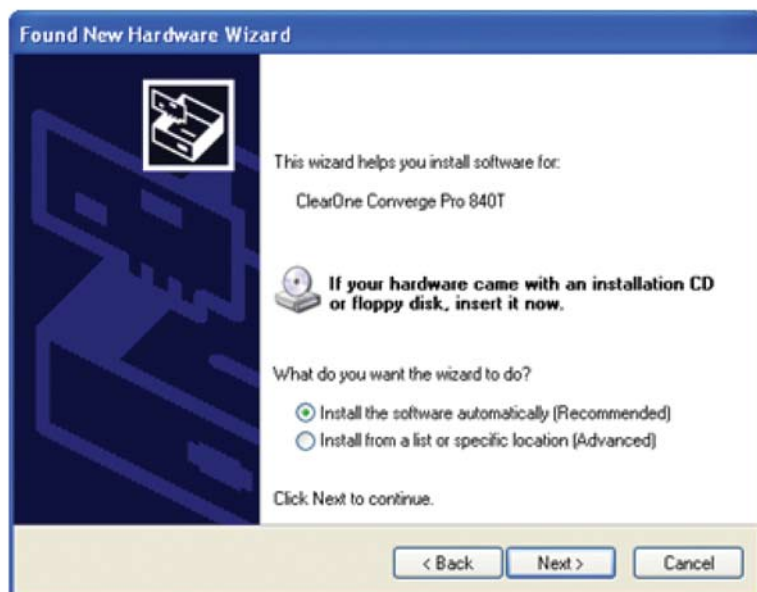 Found New Hardware Wizard
This wizard helps you install software for:
ClearOne Converge Pro 840T
If your hardware came with an installation CD
or floppy disk, insert it now.
What do you want the wizard to do?
Install the software automatically (Recommended)
Install from a list or specific location (Advanced)
Click Next to continue.
< Back Next > Cancel